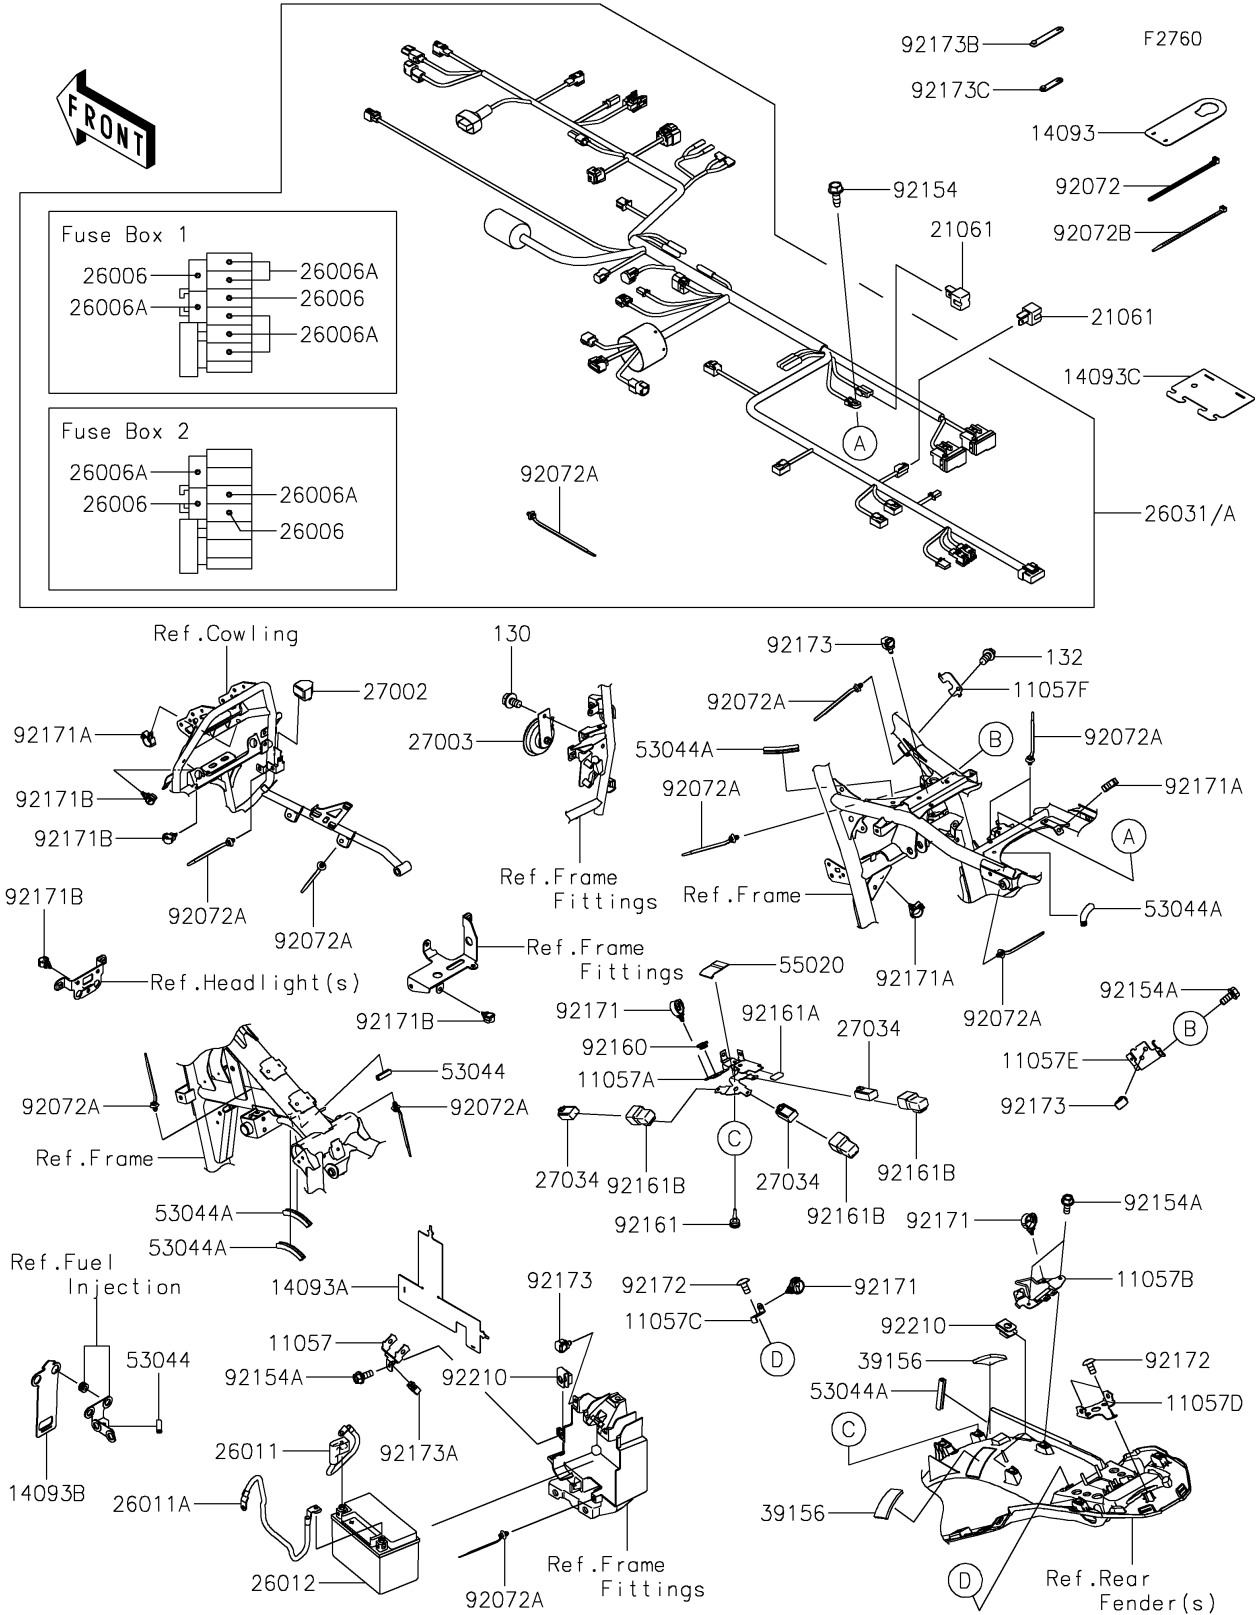 92173B
F2760
FRONT
92173C
14093
92154
92072
21061
92072B
Fuse Box 1
26006
26006A
26006A
26006
26006A
21061
14093C
Fuse Box 2
26006A
26006
26006A
26006
A
92072A
26031/A
Ref.Cowling
130
92173
132
27002
92072A
11057F
92171A
27003
53044A
B
92072A
92171B
92072A
92171A
92171B
A
92072A
92072A
Ref.Frame
Fittings
Ref.Frame
92171B
53044A
Ref.Frame
Fittings
Ref.Headlight(s)
55020
92171A
92154A
92171B
92171
92161A
92072A
27034
B
92160
11057E
11057A
53044
92072A
92072A
92173
C
Ref.Frame
27034
92161B
27034
92161B
92161B
92161
92154A
92171
53044A
53044A
Ref.Fuel
Injection
14093A
92173
92172
92171
11057B
11057
11057C
92210
53044
D
39156
92172
92154A
92210
53044A
11057D
C
26011
92173A
14093B
26011A
39156
26012
92072A
Ref.Frame
Fittings
D
Ref.Rear
Fender(s)